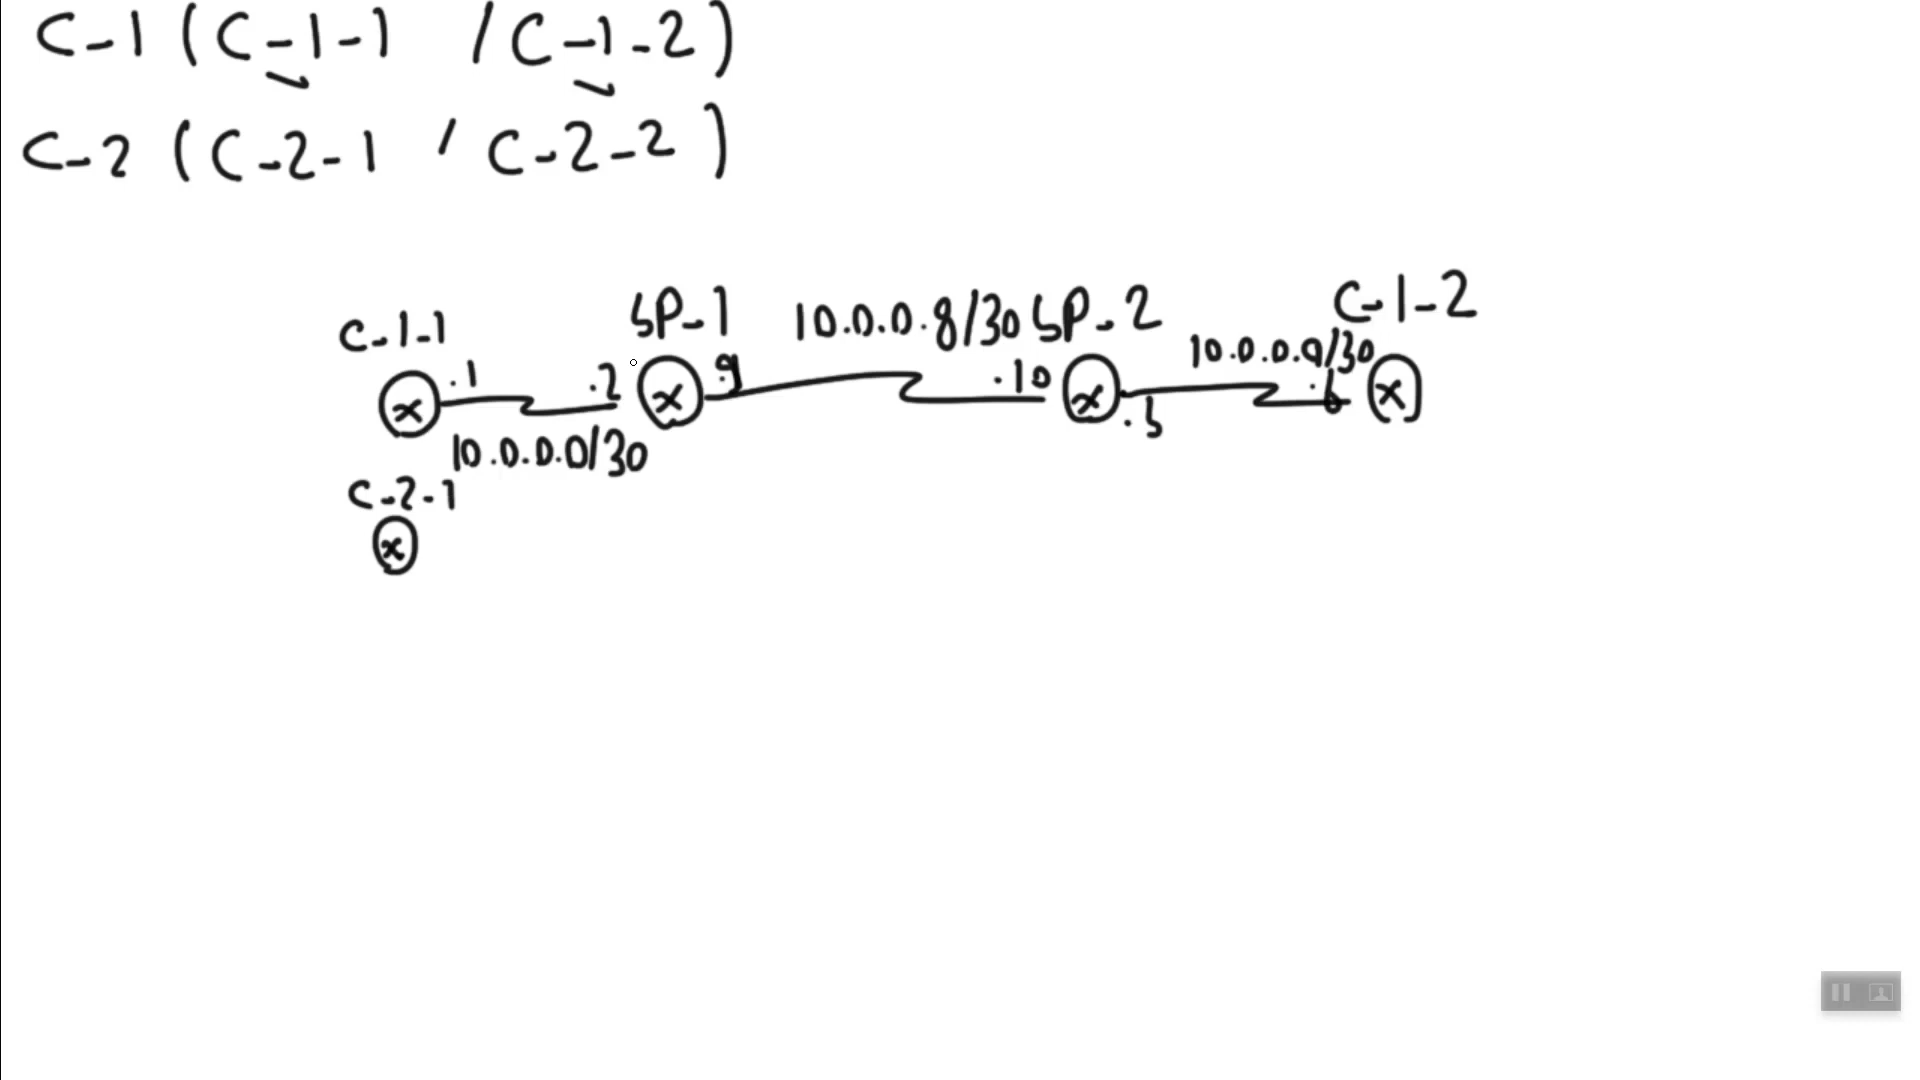 C-1 (C-1-1 / C-1-2)
C-2 (C-2-1 / C-2-2)
C-1-1
SP-1
10.0.0.8/30
SP-2
C-1-2
.1
.2
.9
.10
10.0.0.9/30
.5
.6
x
x
x
x
10.0.0.0/30
C-2-1
x